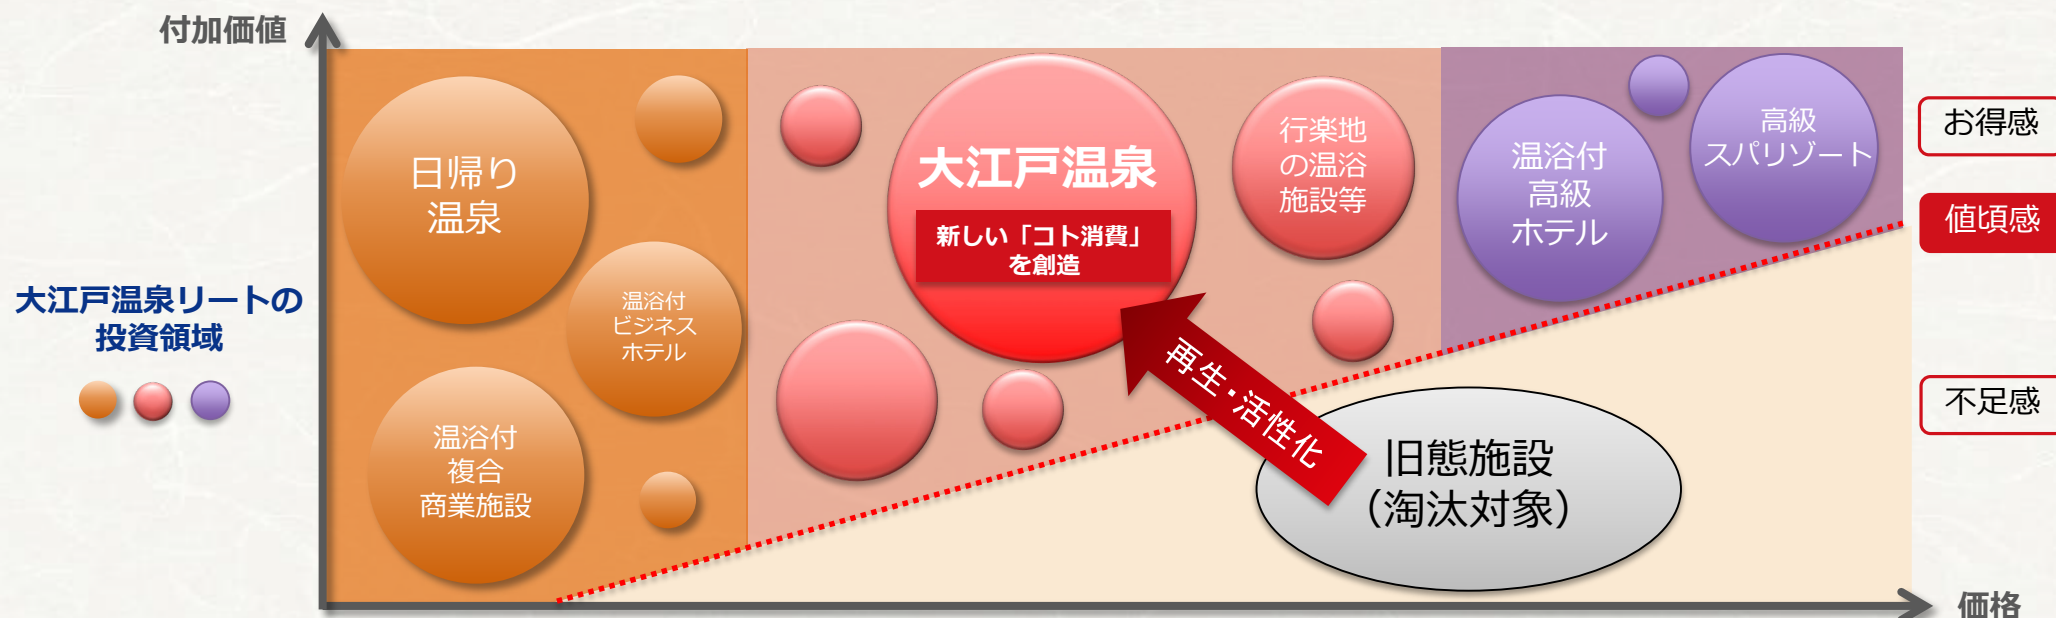 付加価値
日帰り
温泉
温浴付
ビジネス
ホテル
温浴付
複合
商業施設
大江戸温泉
新しい「コト消費」
を創造
行楽地
の温浴
施設等
温浴付
高級
ホテル
高級
スパリゾート
お得感
値頃感
不足感
大江戸温泉リートの
投資領域
再生・活性化
旧態施設
（淘汰対象）
価格